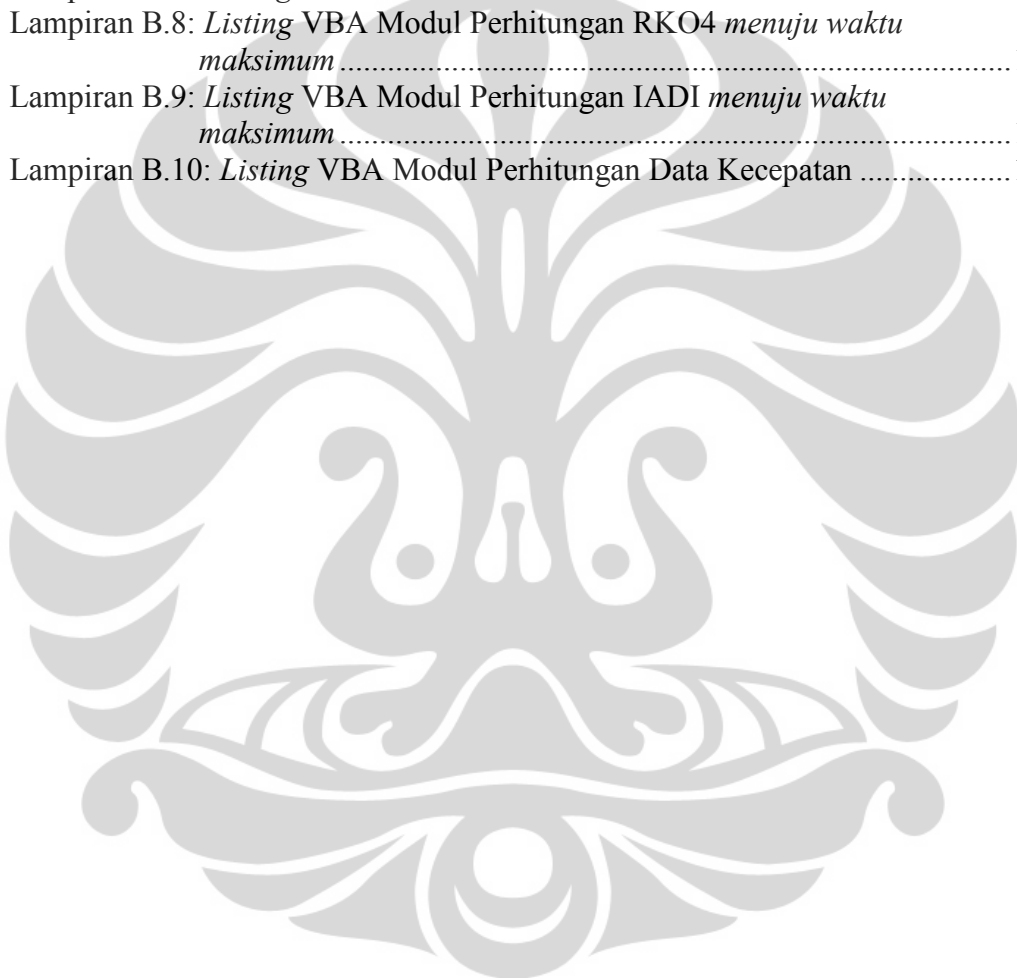 Lampiran B.8: Listing VBA Modul Perhitungan RKO4 menuju waktu
maksimum ....................................................................................
Lampiran B.9: Listing VBA Modul Perhitungan IADI menuju waktu
maksimum ....................................................................................
Lampiran B.10: Listing VBA Modul Perhitungan Data Kecepatan ...................